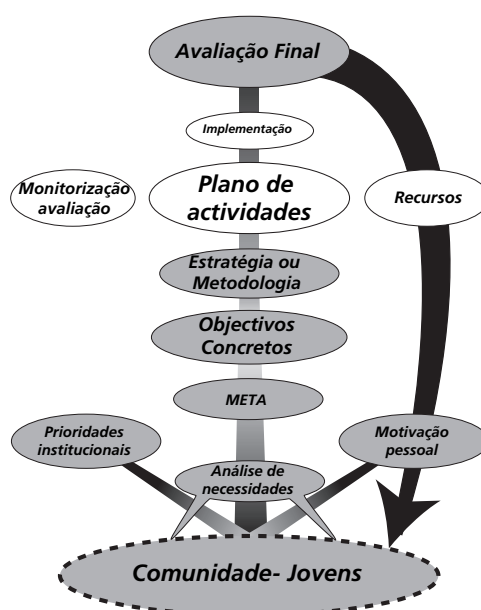 Avaliação Final
Implementação
Monitorização
avaliação
Plano de
actividades
Recursos
Estratégia ou
Metodologia
Objectivos
Concretos
META
Prioridades
institucionais
Motivação
pessoal
Análise de
necessidades
Comunidade- Jovens